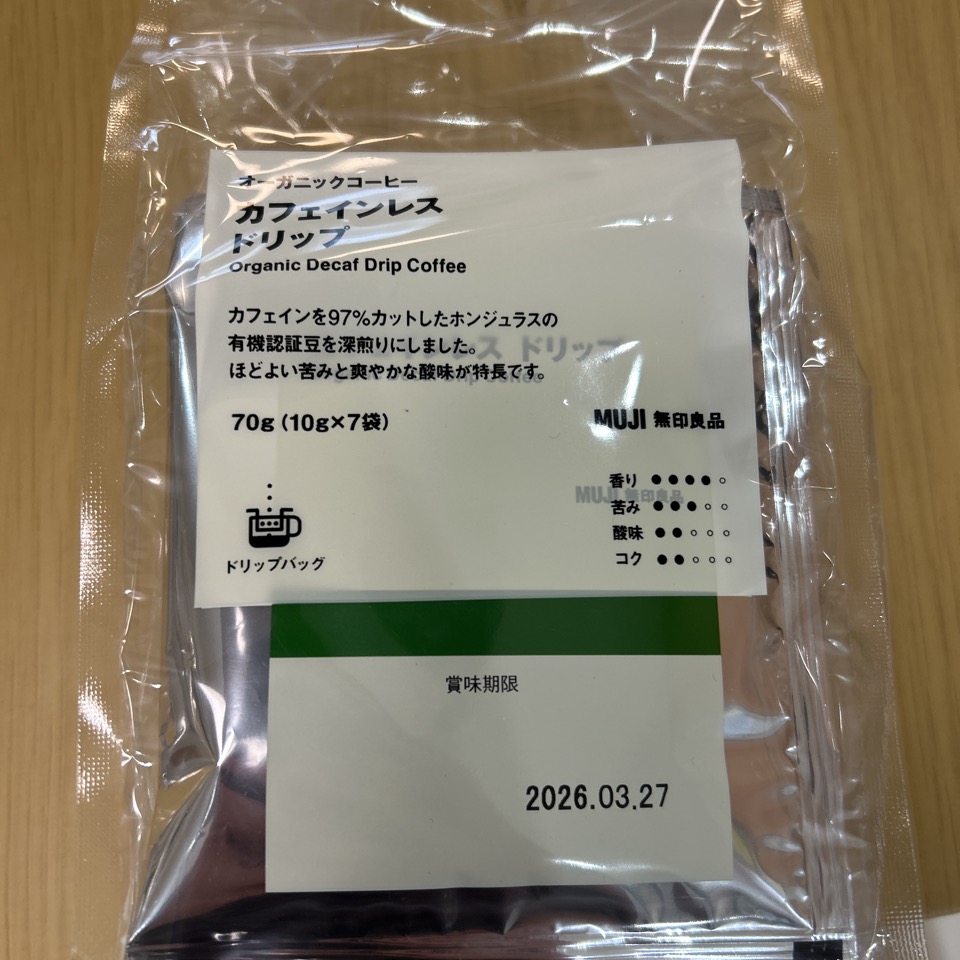 オーガニックコーヒー
カフェインレス
ドリップ
Organic Decaf Drip Coffee
カフェインを97%カットしたホンジュラスの
有機認証豆を深煎りにしました。
ほどよい苦みと爽やかな酸味が特長です。
70g(10g×7袋)
MUJI 無印良品
香り ●●●●○
苦み ●●●○○
酸味 ●●○○○
コク ●●○○○
ドリップバッグ
MUJI 無印良品
賞味期限
2026.03.27